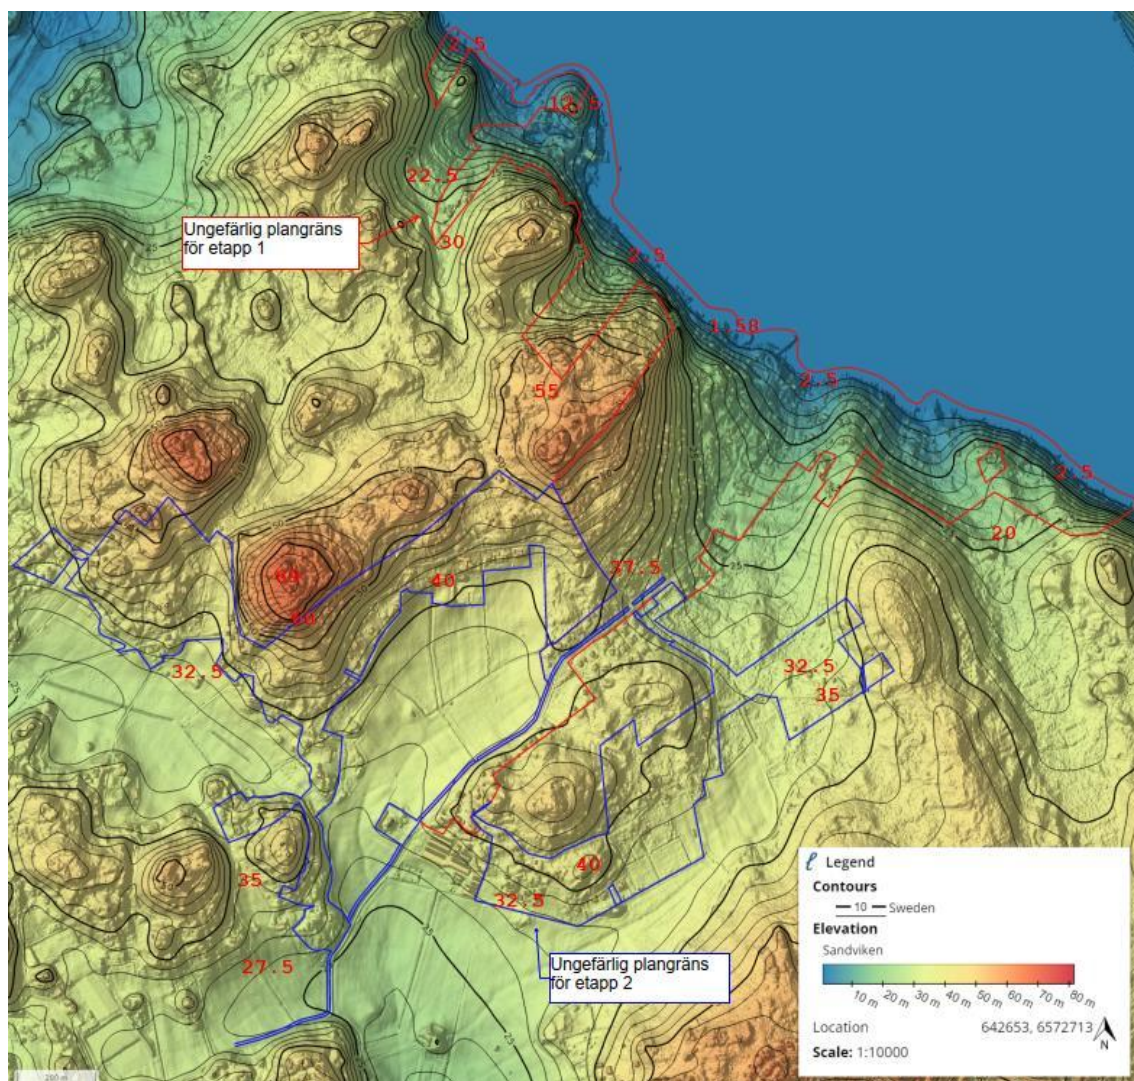 2.5
12.5
22.5
Ungefärlig plangräns
för etapp 1
30
2.5
1.58
2.5
55
2.5
20
37.5
40
32.5
32.5
35
35
40
32.5
27.5
25
Ungefärlig plangräns
för etapp 2
Legend
Contours
10 Sweden
Elevation
Sandviken
10 m 20 m 30 m 40 m 50 m 60 m 70 m 80 m
Location 642653, 6572713
Scale: 1:10000
N
200 m